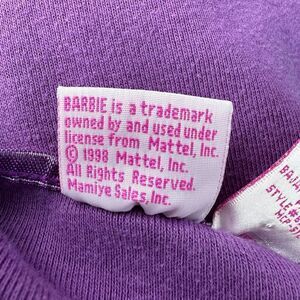 BARBIE is a trademark
owned by and used under
license from Mattel, Inc.
© 1998 Mattel, Inc.
All Rights Reserved.
Mamiye Sales, Inc.
STYLE#